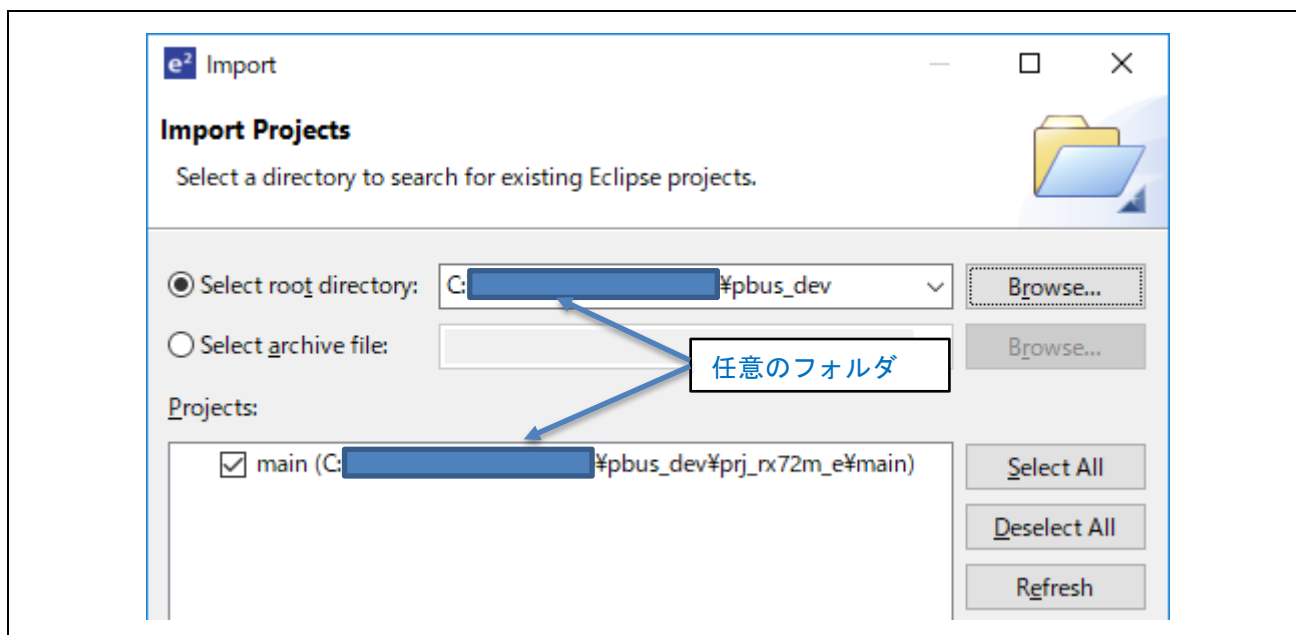 e² Import
Import Projects
Select a directory to search for existing Eclipse projects.
Select root directory: C: ¥pbus_dev Browse...
Select archive file: Browse...
任意のフォルダ
Projects:
main (C: ¥pbus_dev¥prj_rx72m_e¥main) Select All
Deselect All
Refresh